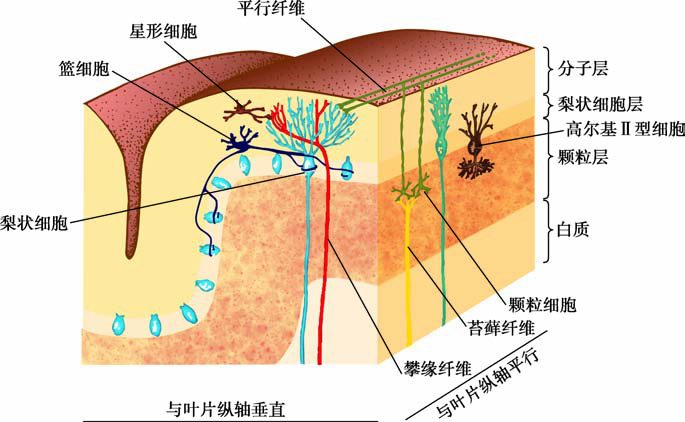 平行纤维
星形细胞
篮细胞
分子层
梨状细胞层
高尔基Ⅱ型细胞
颗粒层
梨状细胞
白质
颗粒细胞
苔藓纤维
攀缘纤维
与叶片纵轴垂直
与叶片纵轴平行